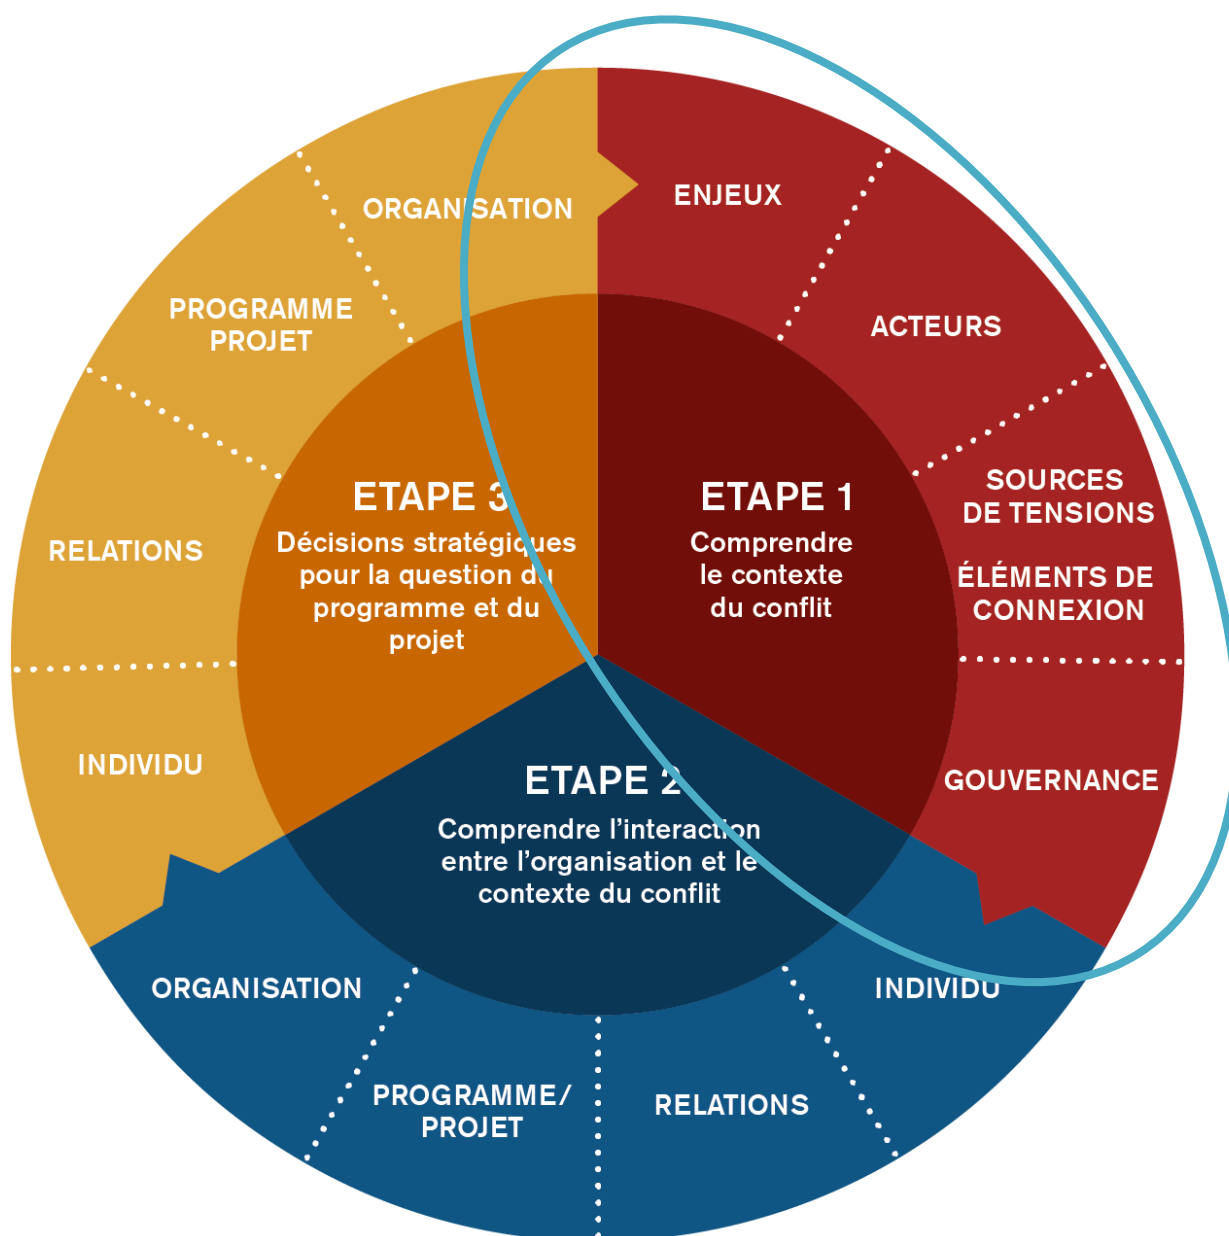 ENJEUX
ACTEURS
SOURCES
DE TENSIONS
ÉLÉMENTS DE
CONNEXION
GOUVERNANCE
ETAPE 1
Comprendre
le contexte
du conflit
ETAPE 2
Comprendre l’interaction
entre l’organisation et le
contexte du conflit
INDIVIDU
RELATIONS
PROGRAMME/
PROJET
ORGANISATION
ETAPE 3
Décisions stratégiques
pour la question du
programme et du
projet
INDIVIDU
RELATIONS
PROGRAMME
PROJET
ORGANISATION